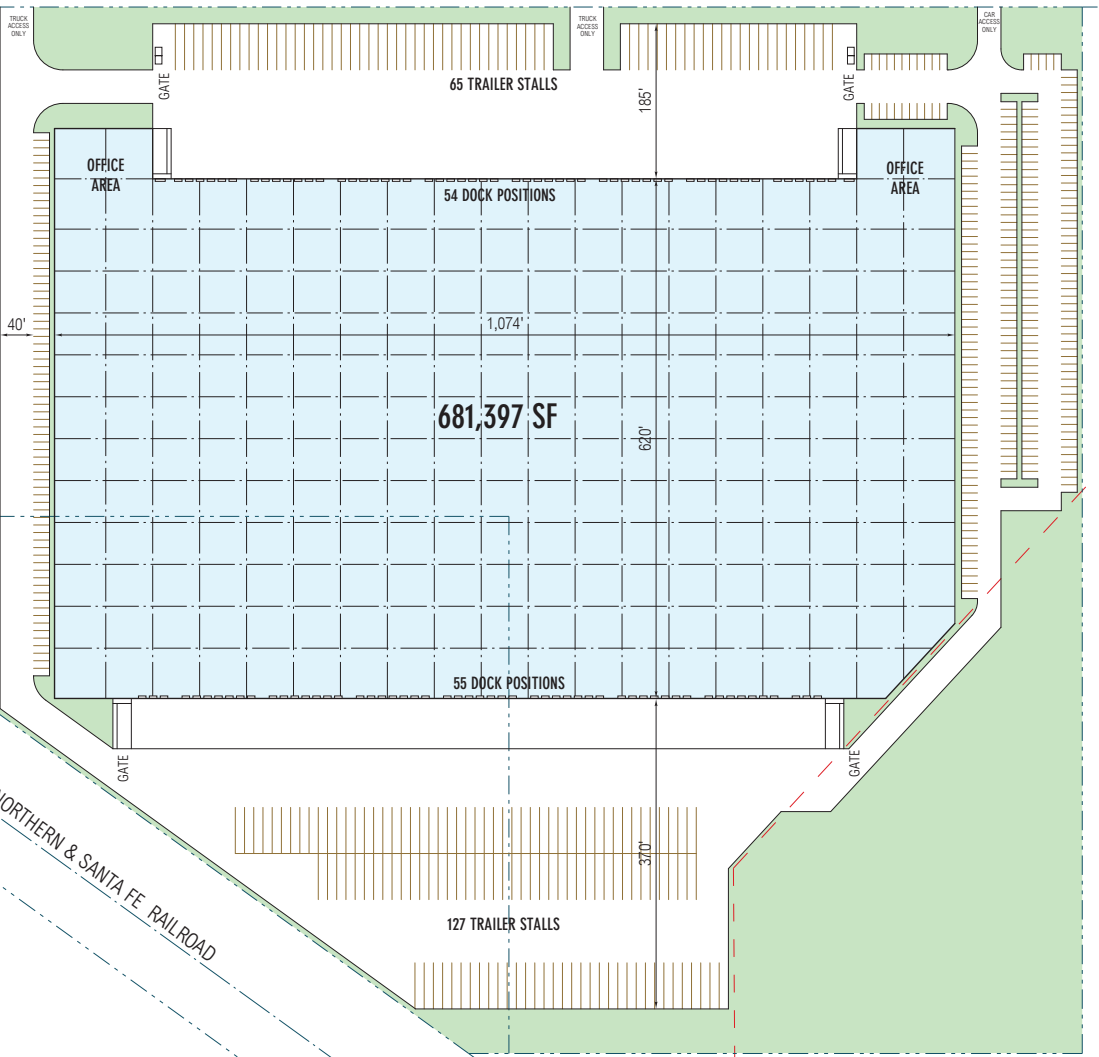 TRUCK
ACCESS
ONLY
TRUCK
ACCESS
ONLY
CAR
ACCESS
ONLY
GATE
65 TRAILER STALLS
185'
GATE
OFFICE
AREA
54 DOCK POSITIONS
OFFICE
AREA
40'
1,074'
681,397 SF
620'
55 DOCK POSITIONS
GATE
GATE
370'
127 TRAILER STALLS
NORTHERN & SANTA FE RAILROAD